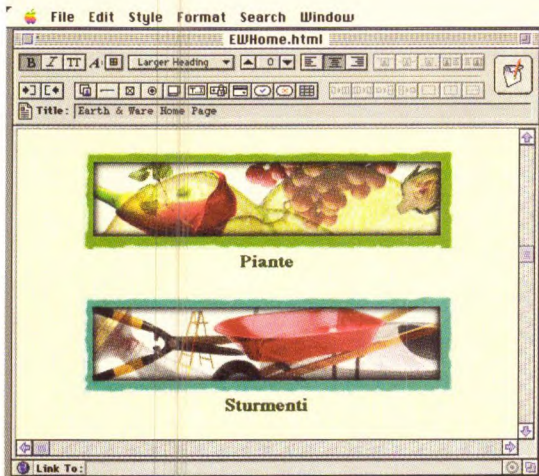 File Edit Style Format Search Window
EWHome.html
B I TT A Larger Heading 0
Title: Earth & Ware Home Page
Piante
Sturmenti
Link To: